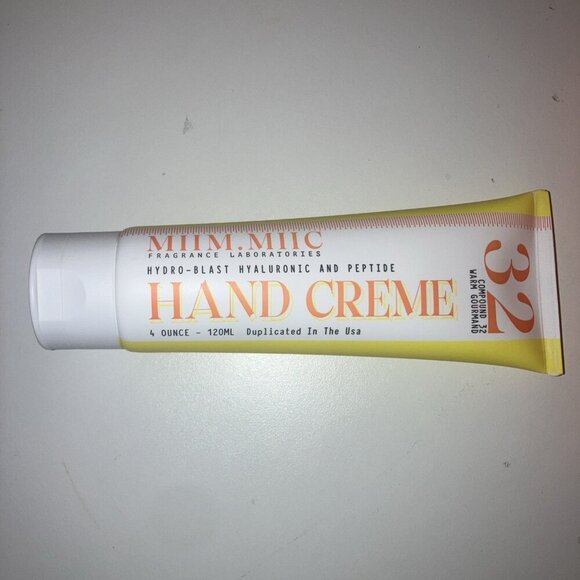 MIIM.MIIC
FRAGRANCE LABORATORIES
HYDRO-BLAST HYALURONIC AND PEPTIDE
HAND CREME
4 OUNCE – 120ML Duplicated In The Usa
32
COMPOUND 32
WARM GOURMAND